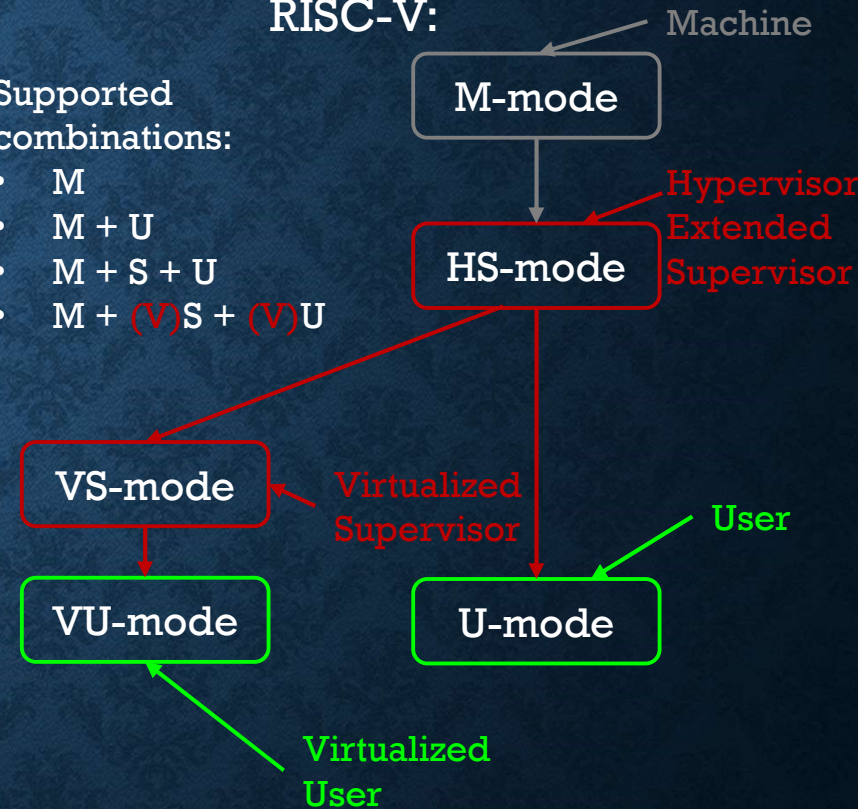 RISC-V:
Machine
Supported
combinations:
• M
• M + U
• M + S + U
• M + (V)S + (V)U
M-mode
Hypervisor
Extended
Supervisor
HS-mode
VS-mode
Virtualized
Supervisor
User
VU-mode
U-mode
Virtualized
User